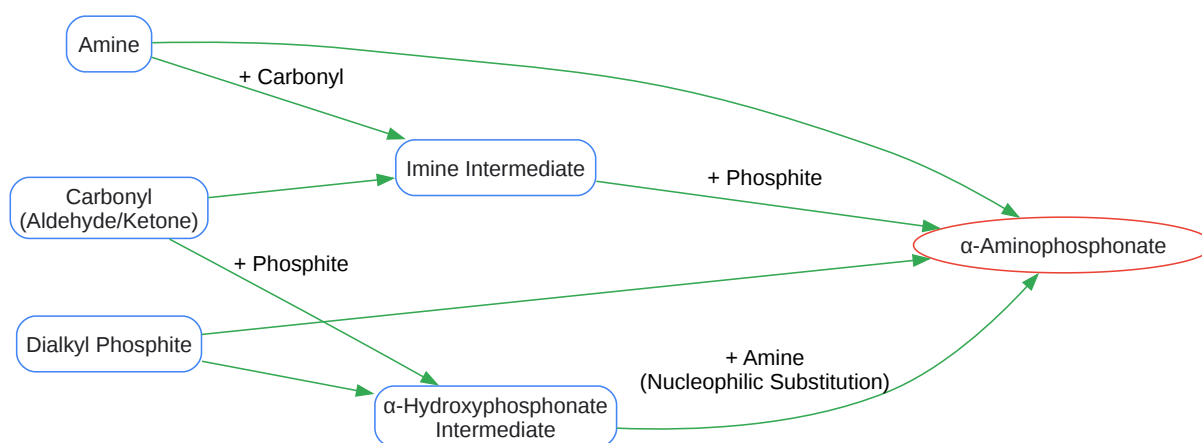 Amine
+ Carbonyl
Imine Intermediate
+ Phosphite
Carbonyl
(Aldehyde/Ketone)
α-Aminophosphonate
+ Phosphite
Dialkyl Phosphite
+ Amine
(Nucleophilic Substitution)
α-Hydroxyphosphonate
Intermediate